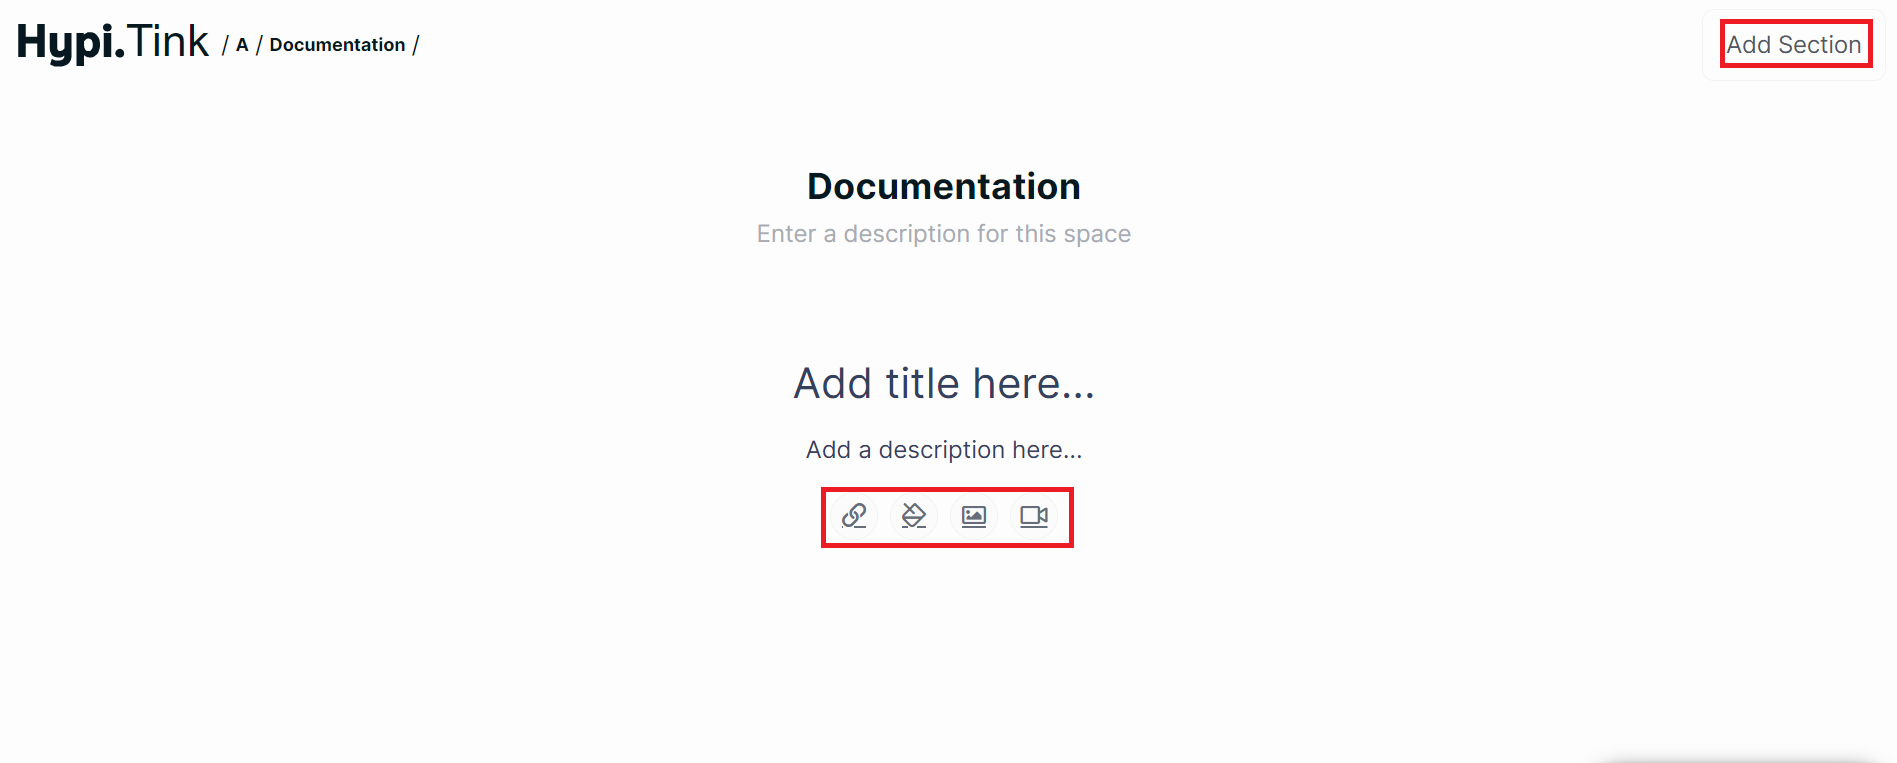 Hypi.Tink / A / Documentation /
Add Section
Documentation
Enter a description for this space
Add title here...
Add a description here...